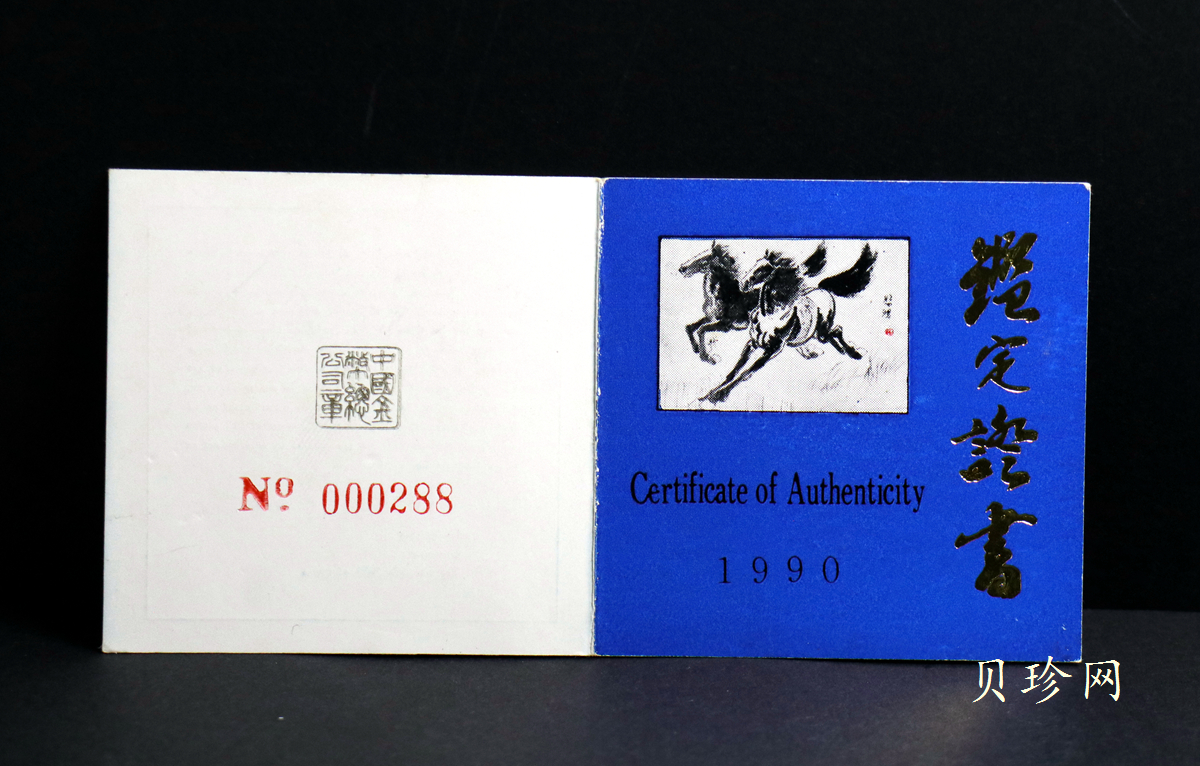 中國金
幣總
公司章
Nº 000288
鑑定證書
Certificate of Authenticity
1990
贝珍网